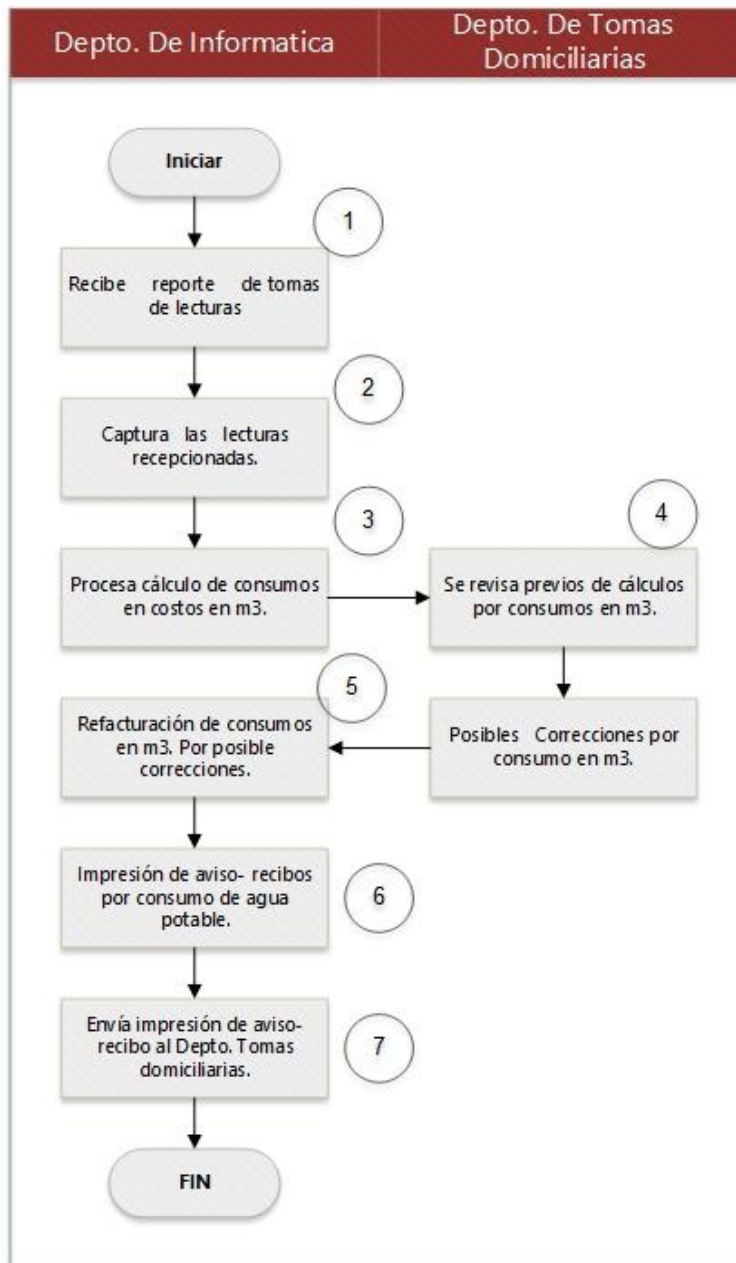 Depto. De Informatica
Depto. De Tomas
Domiciliarias
Iniciar
1
Recibe reporte de tomas
de lecturas
2
Captura las lecturas
recepcionadas.
3
Procesa cálculo de consumos
en costos en m3.
4
Se revisa previos de cálculos
por consumos en m3.
5
Refacturación de consumos
en m3. Por posible
correcciones.
Posibles Correcciones por
consumo en m3.
Impresión de aviso- recibos
por consumo de agua
potable.
6
Envía impresión de aviso-
recibo al Depto. Tomas
domiciliarias.
7
FIN